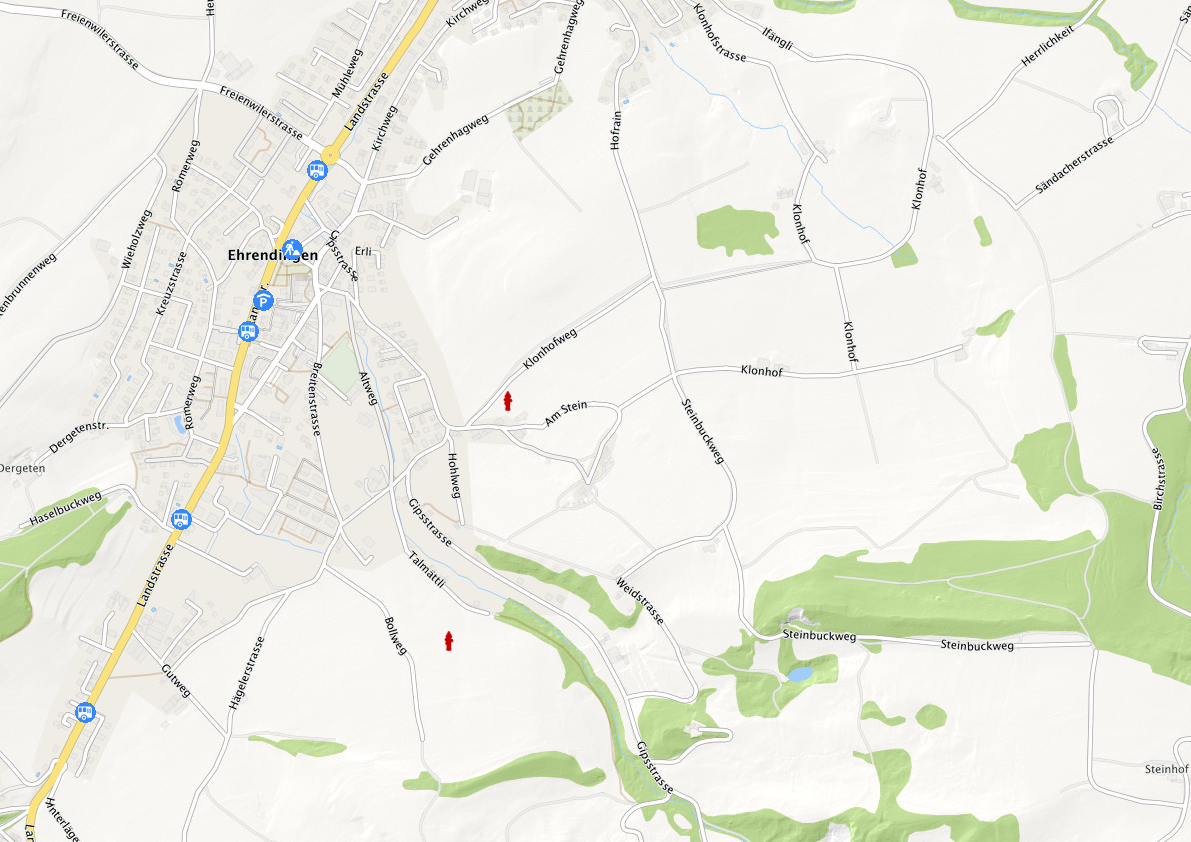 Freienwilerstrasse
Kirchweg
Gehrenhagweg
Klonhofstrasse
Ifängli
Herrlichkeit
Mühleweg
Landstrasse
Freienwilerstrasse
Kirchweg
Gehrenhagweg
Hofrain
Sändacherstrasse
Römerweg
Klonhof
Klonhof
Wieholzweg
Gipsstrasse
Erli
Ehrendingen
Kreuzstrasse
Klonhofweg
Klonhof
Klonhof
Altweg
Breitenstrasse
Römerweg
Am Stein
Steinbuckweg
Dergetenstr.
Dergeten
Hohlweg
Birchstrasse
Haselbuckweg
Gipsstrasse
Landstrasse
Talmättli
Weidstrasse
Bollweg
Steinbuckweg
Steinbuckweg
Hägelerstrasse
Gutweg
Gipsstrasse
Steinhof
P